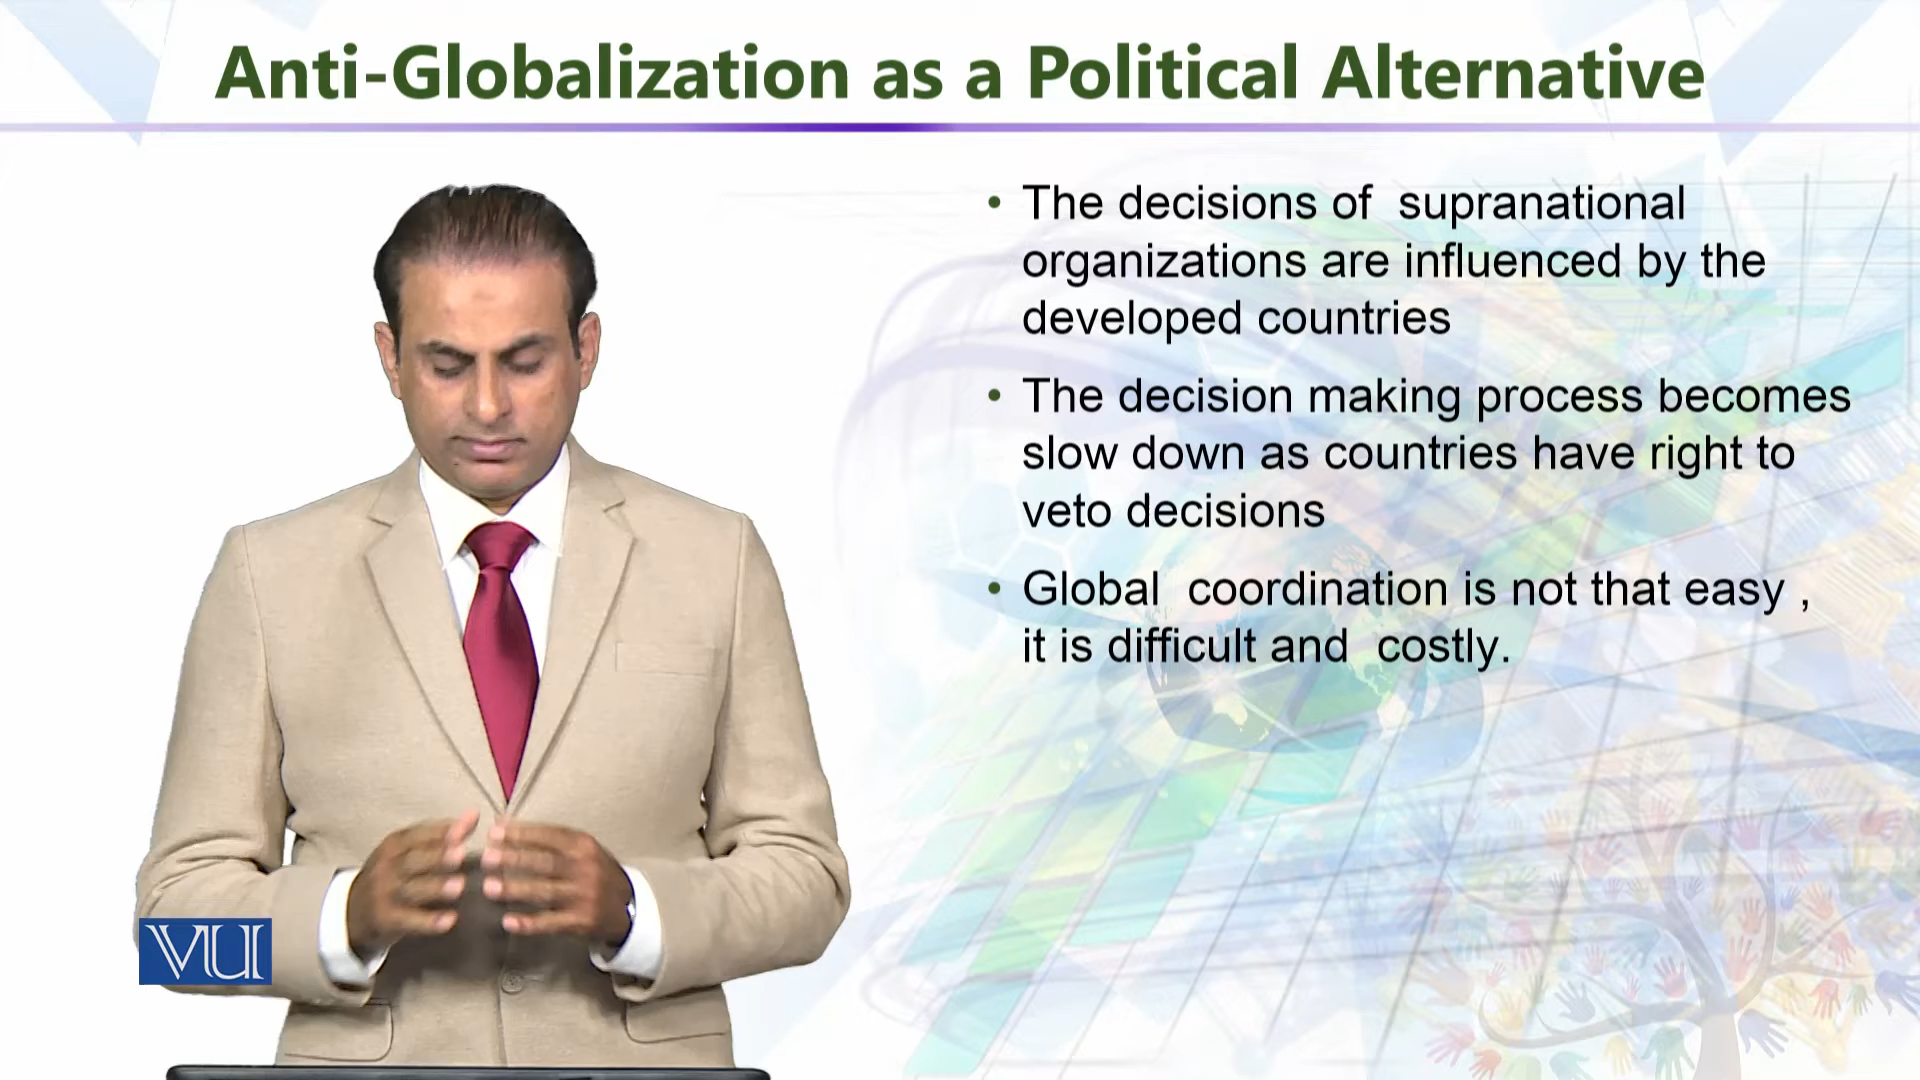 Anti-Globalization as a Political Alternative
• The decisions of supranational
organizations are influenced by the
developed countries
• The decision making process becomes
slow down as countries have right to
veto decisions
• Global coordination is not that easy ,
it is difficult and costly.
VU